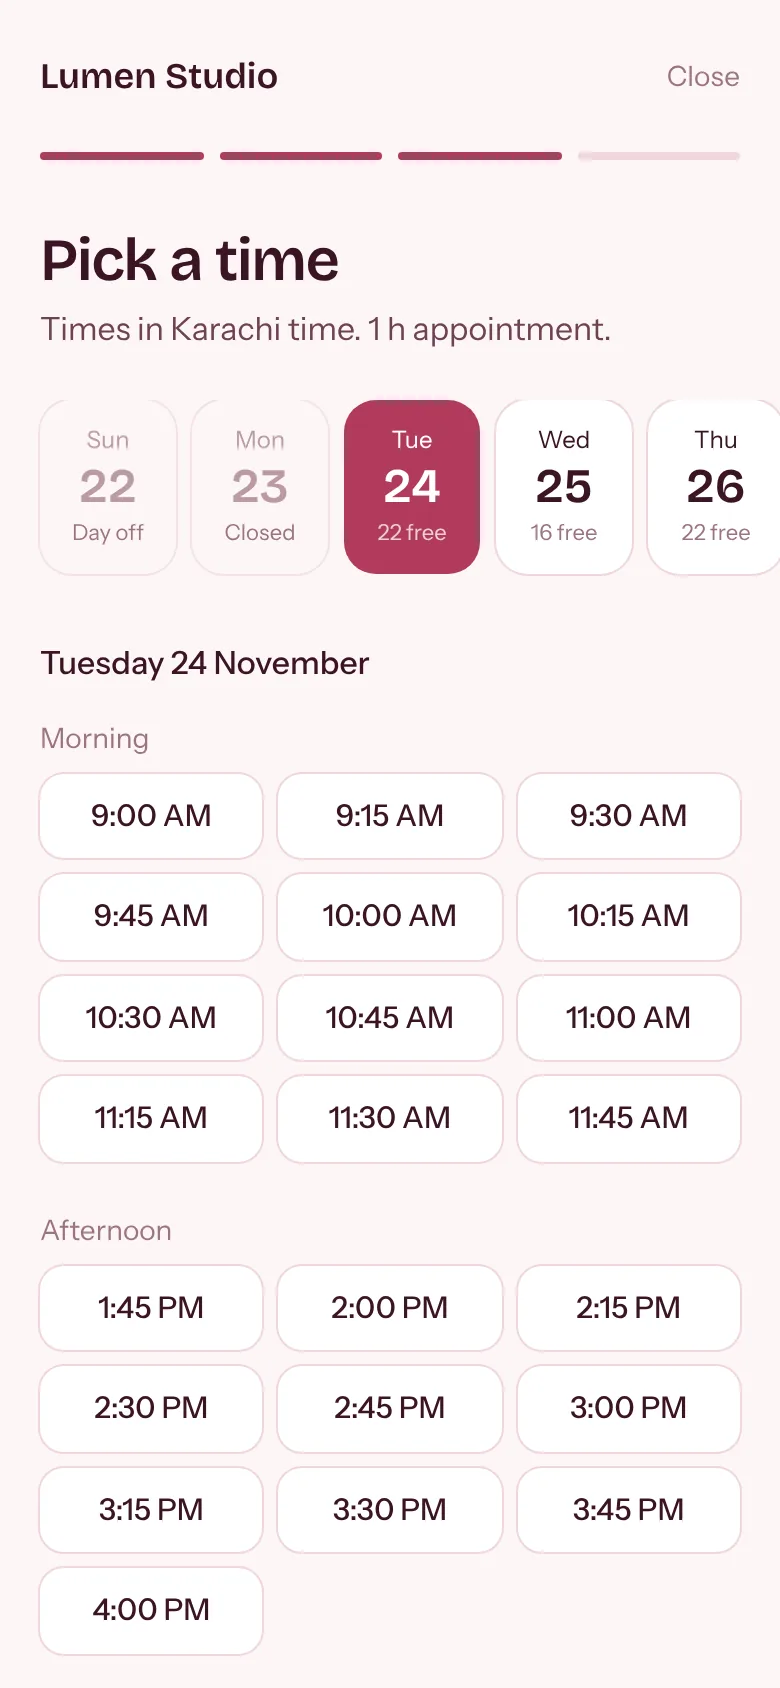 Lumen Studio Close
Pick a time
Times in Karachi time. 1 h appointment.
Sun Mon Tue Wed Thu
22 23 24 25 26
Day off Closed 22 free 16 free 22 free
Tuesday 24 November
Morning
9:00 AM 9:15 AM 9:30 AM
9:45 AM 10:00 AM 10:15 AM
10:30 AM 10:45 AM 11:00 AM
11:15 AM 11:30 AM 11:45 AM
Afternoon
1:45 PM 2:00 PM 2:15 PM
2:30 PM 2:45 PM 3:00 PM
3:15 PM 3:30 PM 3:45 PM
4:00 PM